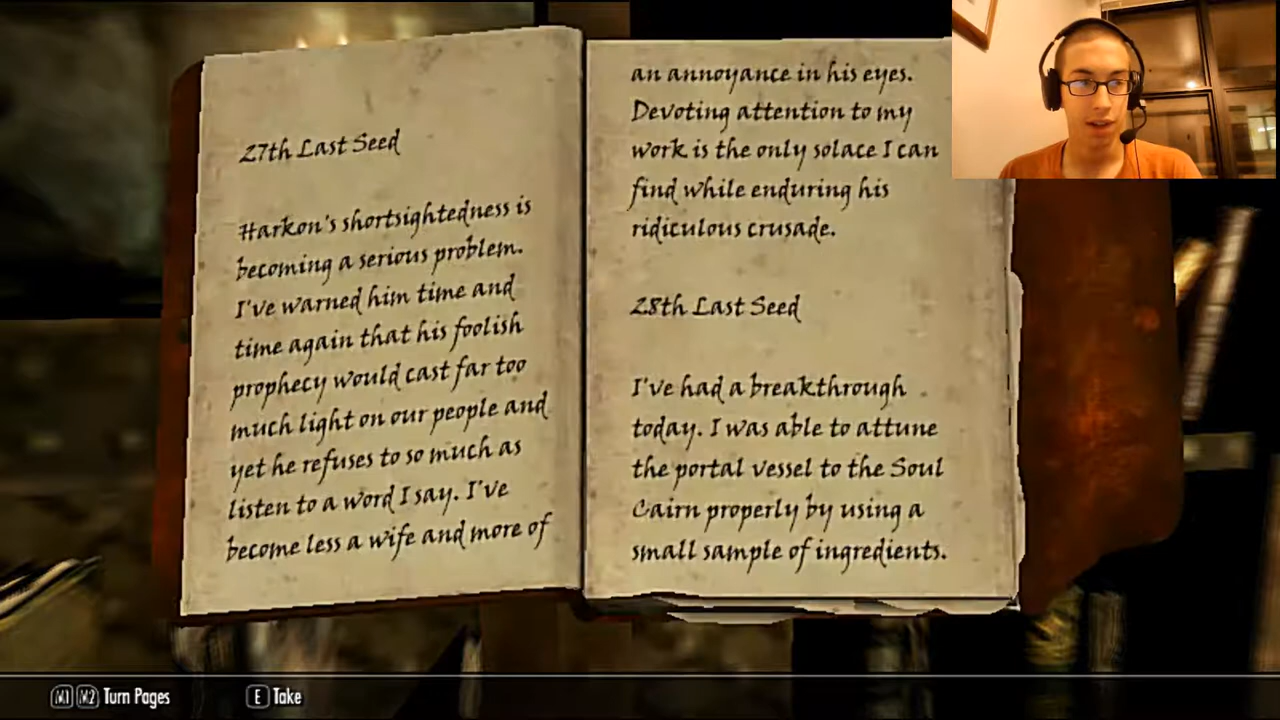 27th Last Seed
Harkon's shortsightedness is
becoming a serious problem.
I've warned him time and
time again that his foolish
prophecy would cast far too
much light on our people and
yet he refuses to so much as
listen to a word I say. I've
become less a wife and more of
an annoyance in his eyes.
Devoting attention to my
work is the only solace I can
find while enduring his
ridiculous crusade.
28th Last Seed
I've had a breakthrough
today. I was able to attune
the portal vessel to the Soul
Cairn properly by using a
small sample of ingredients.
M1 M2 Turn Pages
E Take